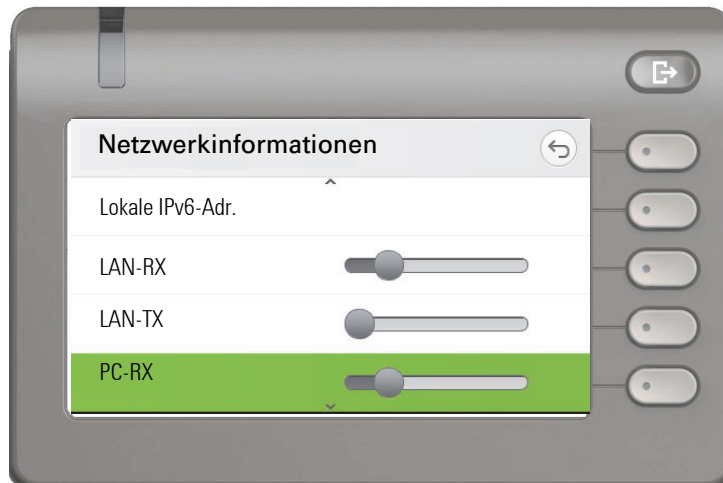 Netzwerkinformationen
Lokale IPv6-Adr.
LAN-RX
LAN-TX
PC-RX